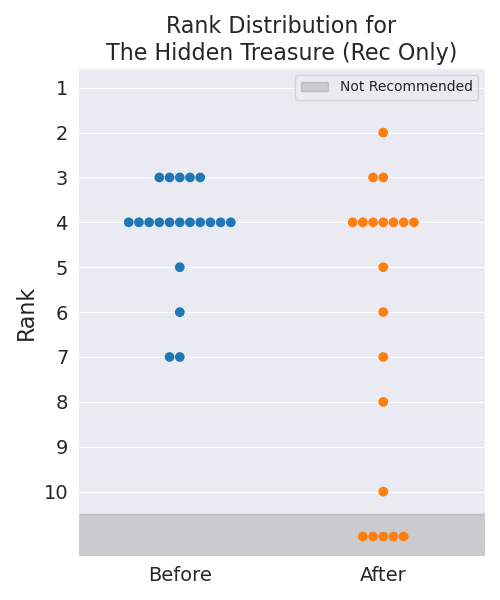 Rank Distribution for
The Hidden Treasure (Rec Only)
Not Recommended
Rank
1
2
3
4
5
6
7
8
9
10
Before
After